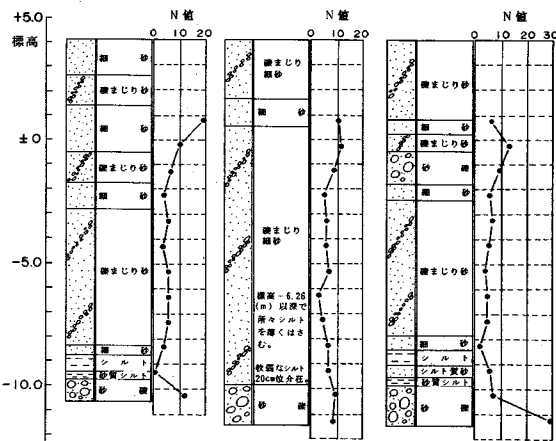 +5.0
標高
±0
-5.0
-10.0
N 値
0 10 20
細 砂
礫まじり砂
細 砂
礫まじり砂
細 砂
礫まじり砂
細 砂
シルト
砂質シルト
砂 礫
N 値
0 10 20
礫まじり
細砂
細 砂
礫まじり
細砂
標高-6.26
(m)以深で
所々シルト
を薄くはさ
む。
軟弱なシルト
20cm位介在。
砂 礫
N 値
0 10 20 30
礫まじり砂
細 砂
礫まじり砂
砂 礫
細 砂
礫まじり砂
細 砂
シルト
シルト質砂
砂質シルト
砂 礫